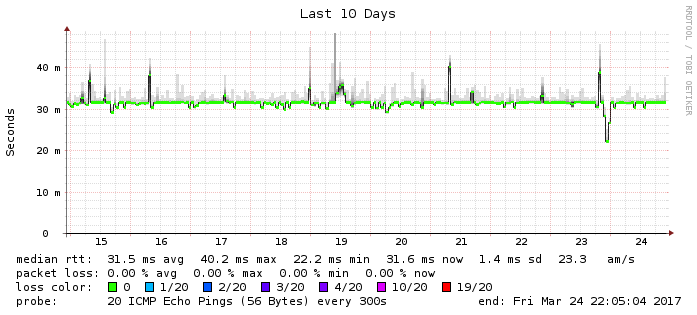 Last 10 Days
RRDTOOL / TOBI OETIKER
Seconds
40 m
30 m
20 m
10 m
0
15 16 17 18 19 20 21 22 23 24
median rtt: 31.5 ms avg 40.2 ms max 22.2 ms min 31.6 ms now 1.4 ms sd 23.3 am/s
packet loss: 0.00 % avg 0.00 % max 0.00 % min 0.00 % now
loss color: 0 1/20 2/20 3/20 4/20 10/20 19/20
probe: 20 ICMP Echo Pings (56 Bytes) every 300s end: Fri Mar 24 22:05:04 2017